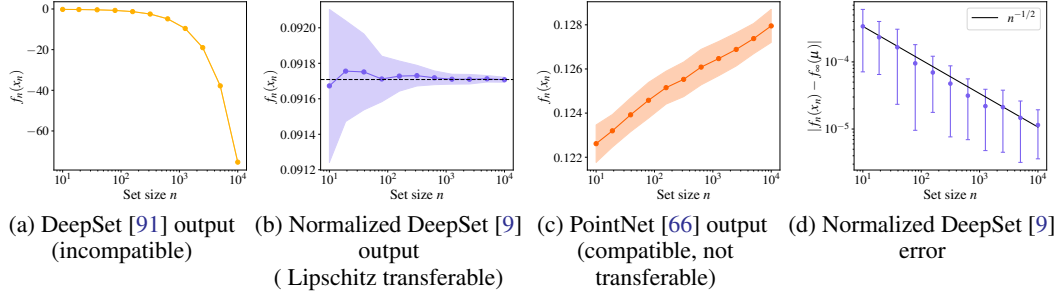 0
−20
−40
−60
f_n(x_n)
10^1
10^2
10^3
10^4
Set size n
0.0920
0.0918
0.0916
0.0914
0.0912
f_n(x_n)
10^1
10^2
10^3
10^4
Set size n
0.128
0.126
0.124
0.122
f_n(x_n)
10^1
10^2
10^3
10^4
Set size n
n^{−1/2}
10^{−4}
10^{−5}
|f_n(x_n) − f_∞(μ)|
10^1
10^2
10^3
10^4
Set size n
(a) DeepSet [91] output
(incompatible)
(b) Normalized DeepSet [9]
output
( Lipschitz transferable)
(c) PointNet [66] output
(compatible, not
transferable)
(d) Normalized DeepSet [9]
error